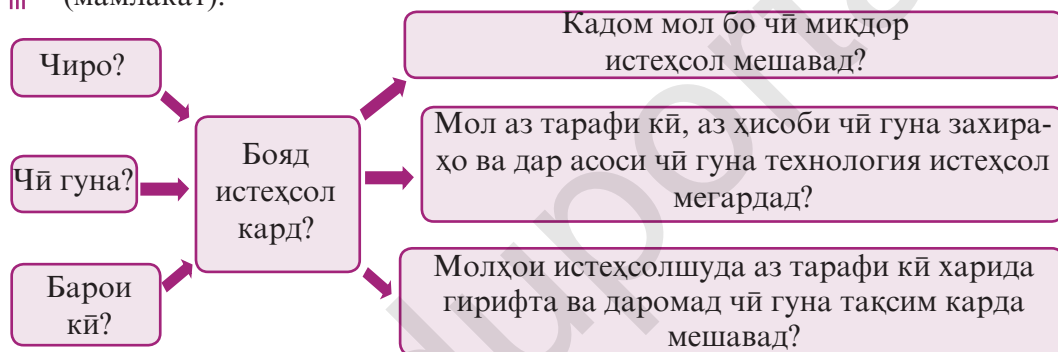 (мамлакат).
Чиро?
Чӣ гуна?
Барои
кӣ?
Бояд
истеҳсол
кард?
Кадом мол бо чӣ миқдор
истеҳсол мешавад?
Мол аз тарафи кӣ, аз ҳисоби чӣ гуна захира-
ҳо ва дар асоси чӣ гуна технология истеҳсол
мегардад?
Молҳои истеҳсолшуда аз тарафи кӣ харида
гирифта ва даромад чӣ гуна тақсим карда
мешавад?